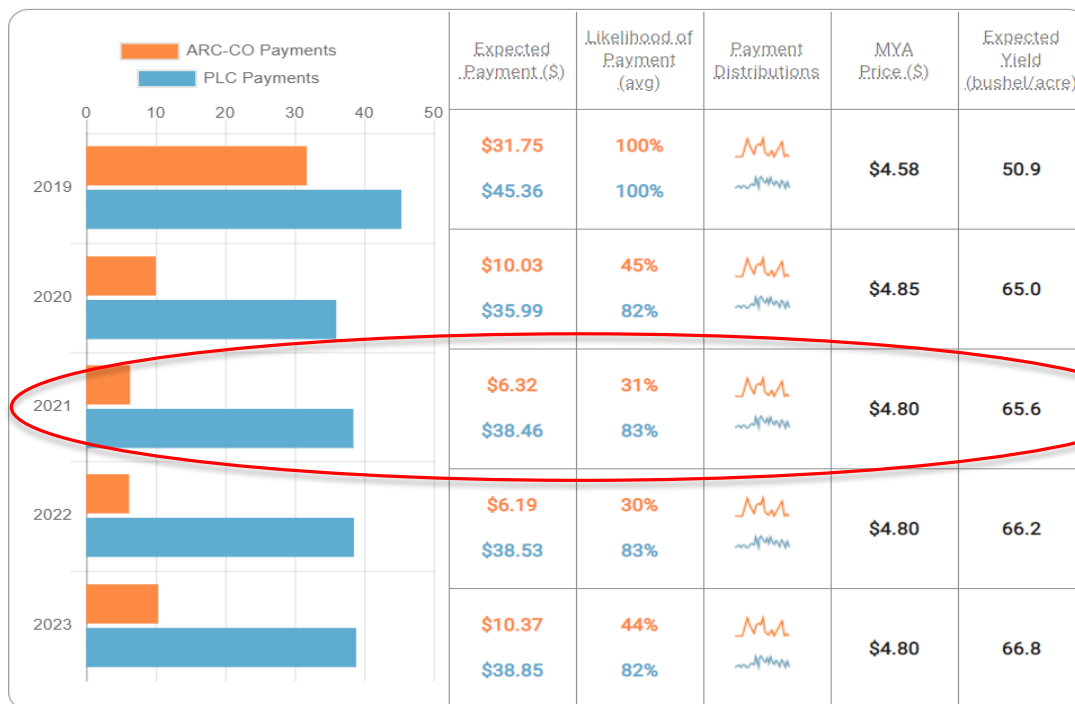 ARC-CO Payments
PLC Payments
0 10 20 30 40 50
Expected
Payment ($)
Likelihood of
Payment
(avg)
Payment
Distributions
MYA
Price ($)
Expected
Yield
(bushel/acre)
2019
$31.75 100%
$45.36 100%
$4.58 50.9
2020
$10.03 45%
$35.99 82%
$4.85 65.0
2021
$6.32 31%
$38.46 83%
$4.80 65.6
2022
$6.19 30%
$38.53 83%
$4.80 66.2
2023
$10.37 44%
$38.85 82%
$4.80 66.8